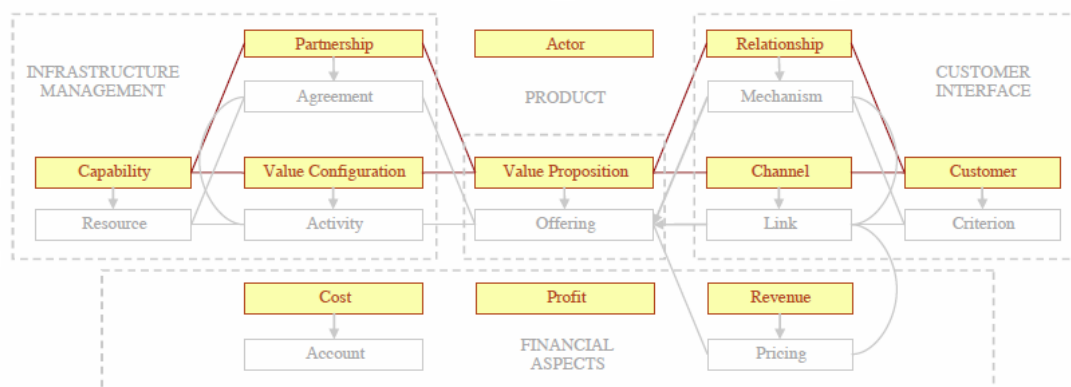 Partnership
Actor
Relationship
INFRASTRUCTURE
MANAGEMENT
Agreement
PRODUCT
Mechanism
CUSTOMER
INTERFACE
Capability
Value Configuration
Value Proposition
Channel
Customer
Resource
Activity
Offering
Link
Criterion
Cost
Profit
Revenue
Account
FINANCIAL
ASPECTS
Pricing